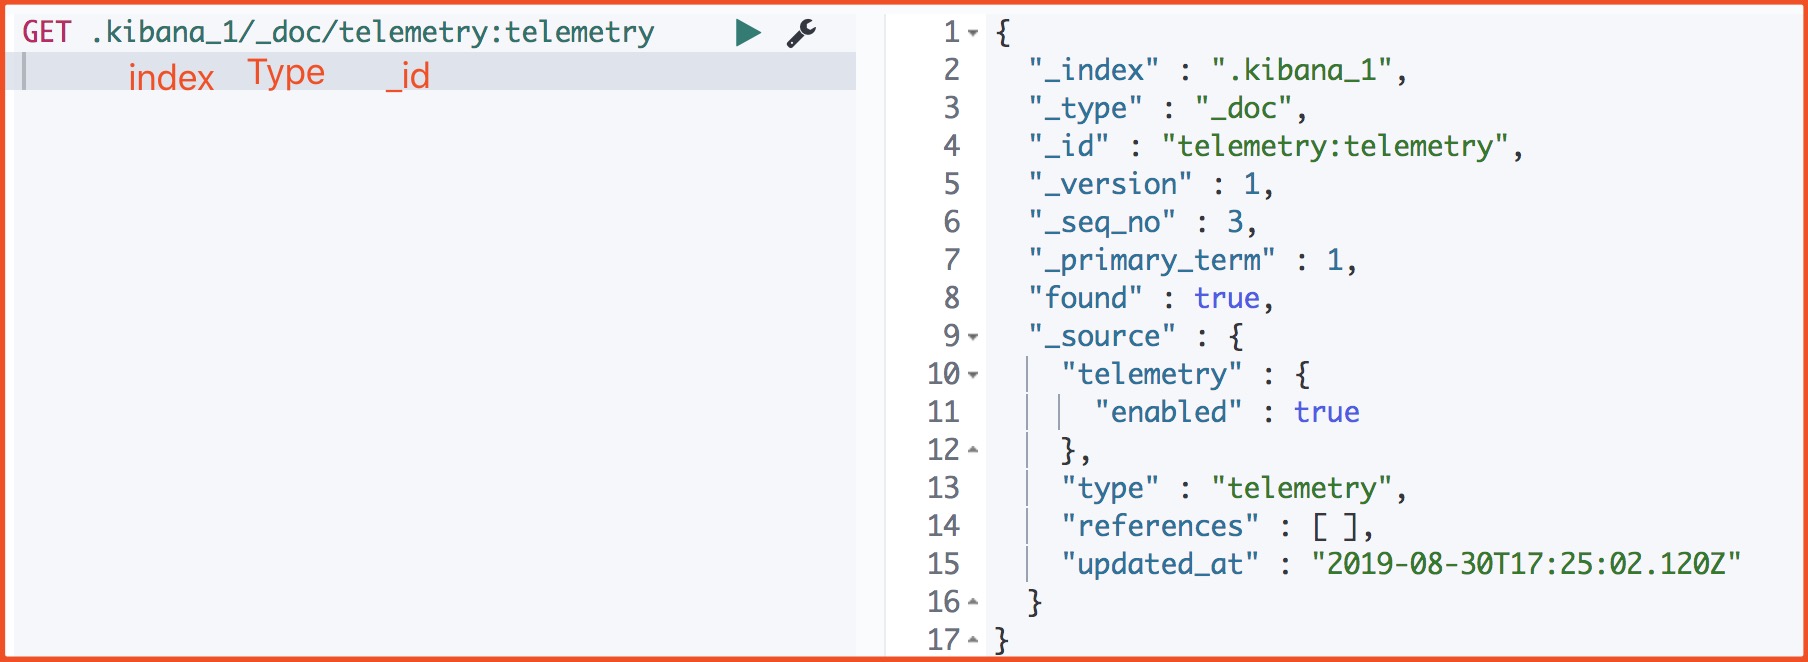 GET .kibana_1/_doc/telemetry:telemetry
index Type _id
1 {
2 "_index" : ".kibana_1",
3 "_type" : "_doc",
4 "_id" : "telemetry:telemetry",
5 "_version" : 1,
6 "_seq_no" : 3,
7 "_primary_term" : 1,
8 "found" : true,
9 "_source" : {
10 "telemetry" : {
11 "enabled" : true
12 },
13 "type" : "telemetry",
14 "references" : [ ],
15 "updated_at" : "2019-08-30T17:25:02.120Z"
16 }
17 }